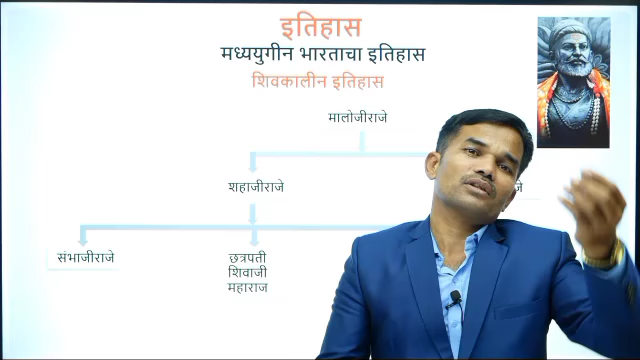 इतिहास
मध्ययुगीन भारताचा इतिहास
शिवकालीन इतिहास
मालोजीराजे
शहाजीराजे
संभाजीराजे
छत्रपती
शिवाजी
महाराज